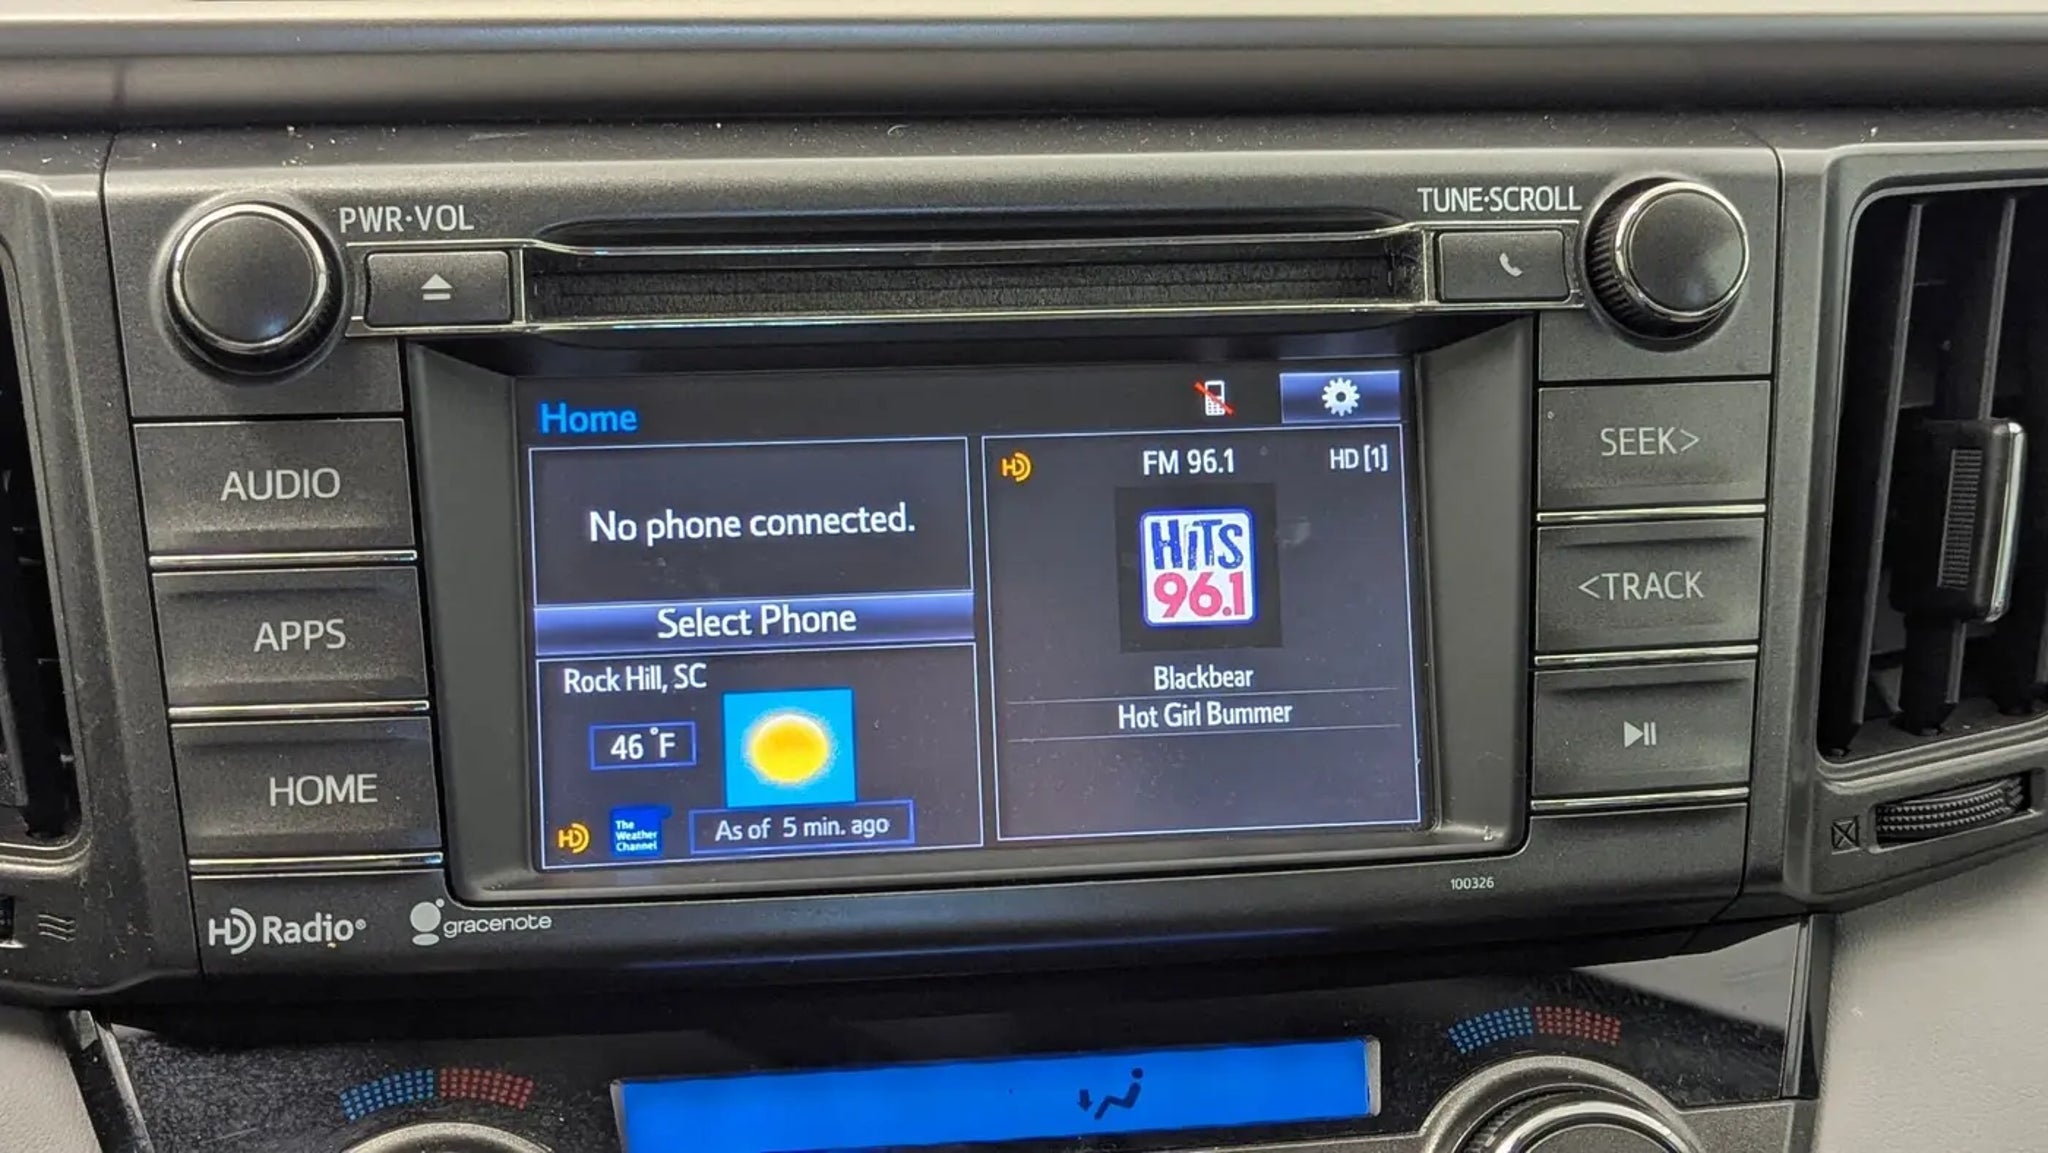 PWR·VOL
TUNE·SCROLL
AUDIO
APPS
HOME
Home
No phone connected.
Select Phone
Rock Hill, SC
46 °F
HD
The
Weather
Channel
As of 5 min. ago
HD
FM 96.1
HD [1]
HiTS
96.1
Blackbear
Hot Girl Bummer
SEEK>
<TRACK
100326
HD Radio®
gracenote